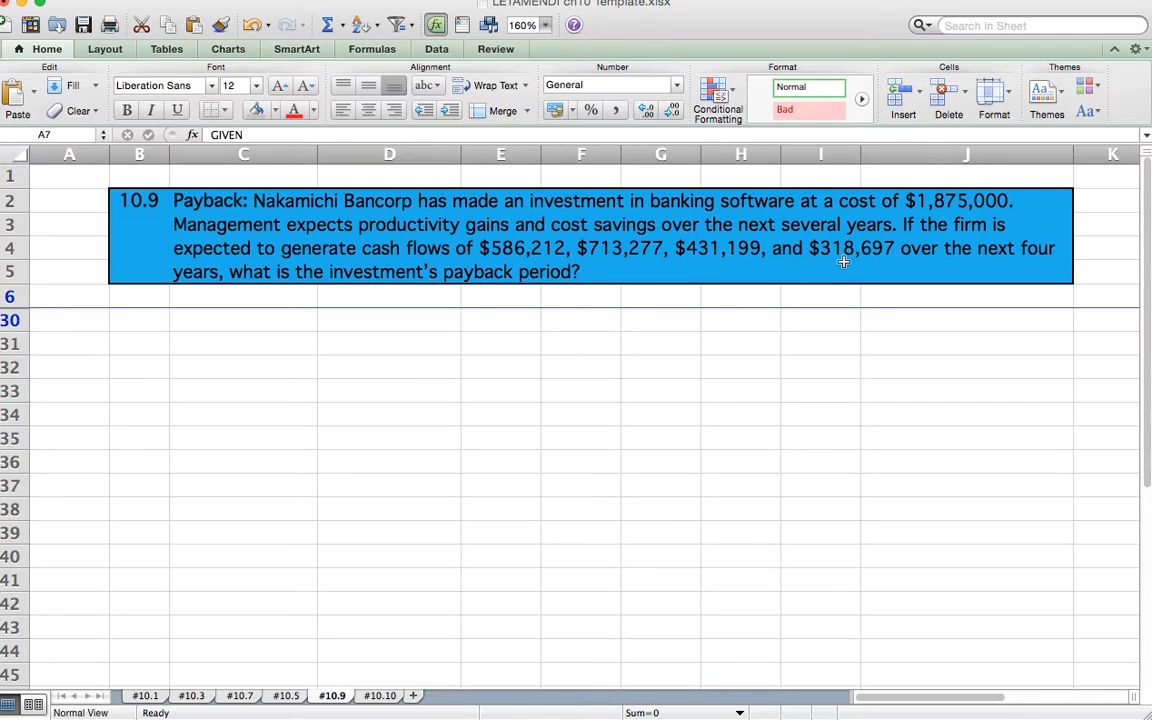 LETAMENDI ch10 Template.xlsx
160%
Search in Sheet
Home Layout Tables Charts SmartArt Formulas Data Review
Edit Font Alignment Number Format Cells Themes
Fill Liberation Sans 12 abc Wrap Text General Normal
Paste Clear B I U A Merge % , Conditional Formatting Bad Insert Delete Format Themes Aa
A7 fx GIVEN
A B C D E F G H I J K
1
2 10.9 Payback: Nakamichi Bancorp has made an investment in banking software at a cost of $1,875,000.
3 Management expects productivity gains and cost savings over the next several years. If the firm is
4 expected to generate cash flows of $586,212, $713,277, $431,199, and $318,697 over the next four
5 years, what is the investment's payback period?
6
30
31
32
33
34
35
36
37
38
39
40
41
42
43
44
45
#10.1 #10.3 #10.7 #10.5 #10.9 #10.10 +
Normal View Ready Sum=0